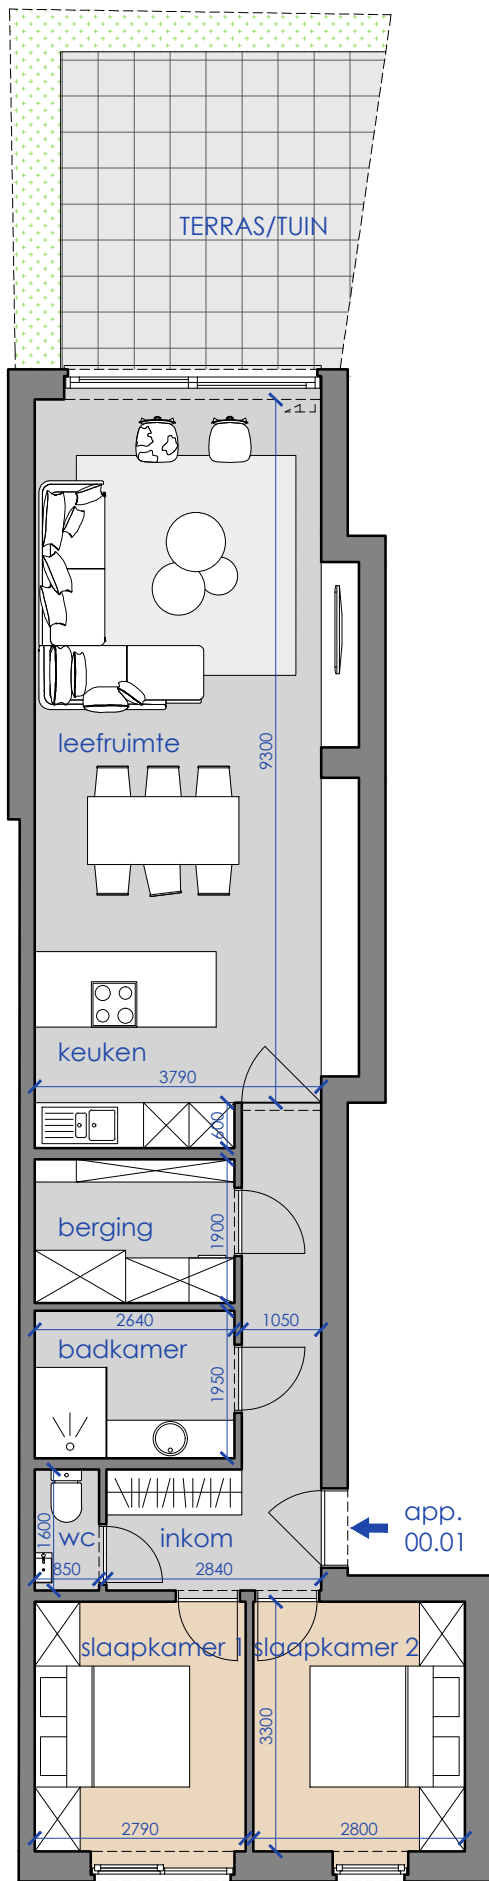 TERRAS/TUIN
leefruimte
9300
keuken
3790
600
berging
1900
2640
1050
badkamer
1950
app.
00.01
1600
wc
inkom
850
2840
slaapkamer 1
slaapkamer 2
3300
2790
2800